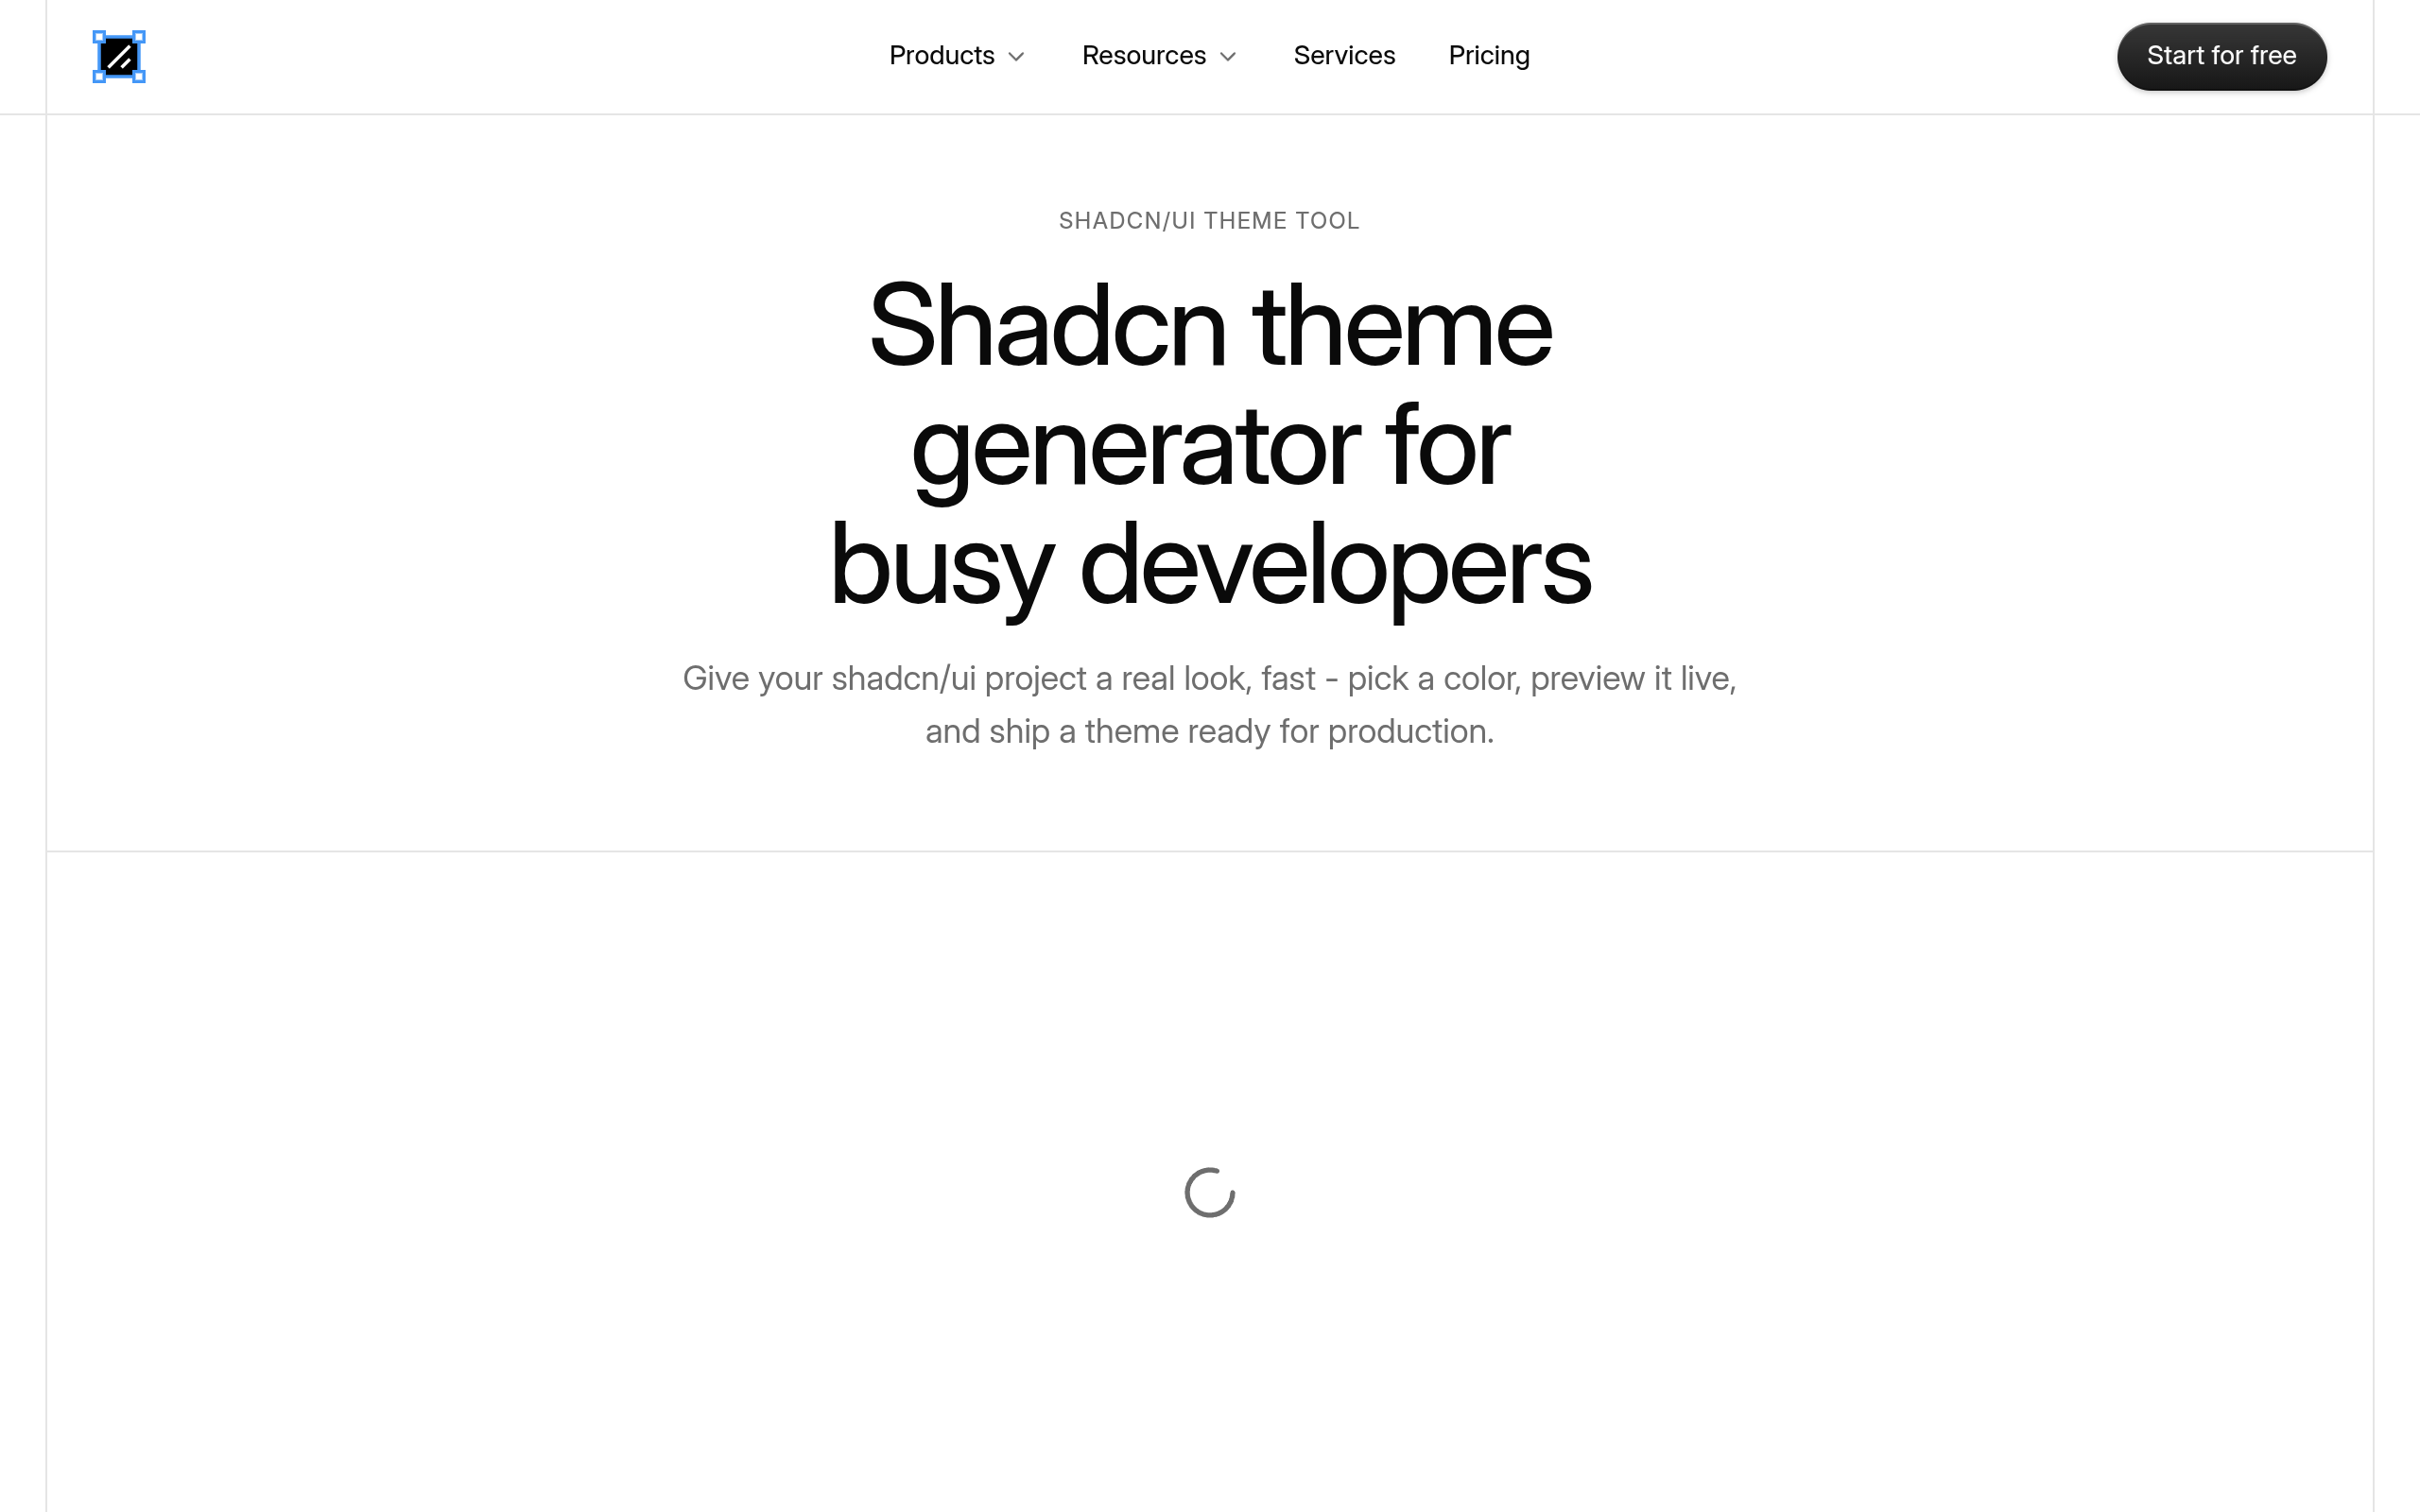 Products
Resources
Services
Pricing
Start for free
SHADCN/UI THEME TOOL
Shadcn theme
generator for
busy developers
Give your shadcn/ui project a real look, fast - pick a color, preview it live,
and ship a theme ready for production.